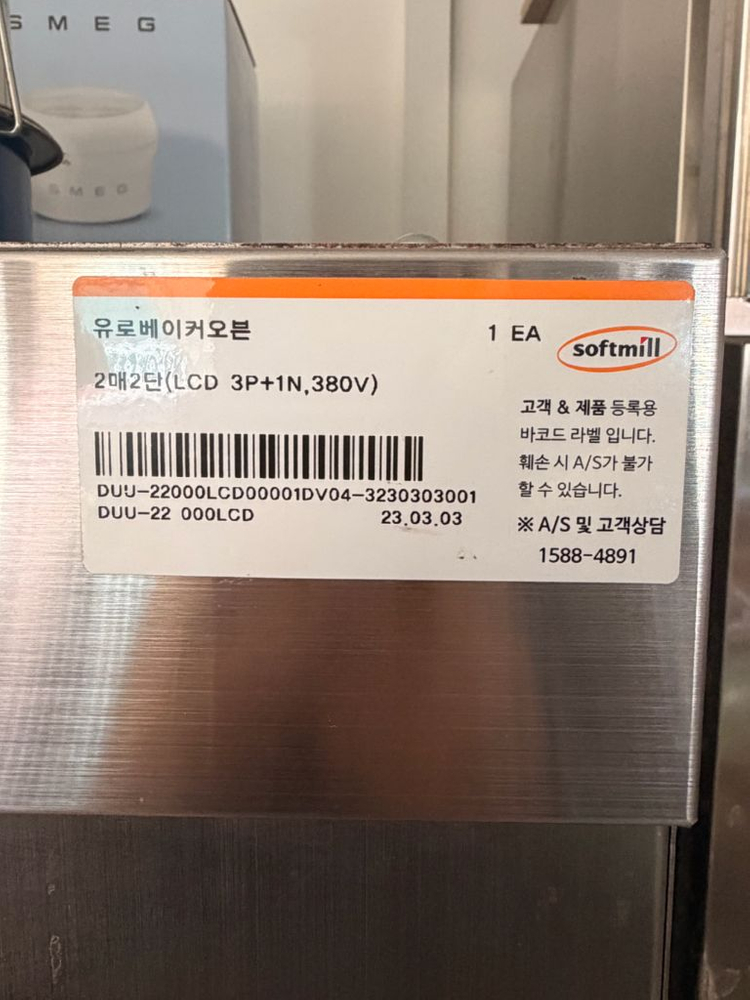 SMEG
SMEG
유로베이커오븐 1 EA
softmill
2매2단(LCD 3P+1N,380V)
고객 & 제품 등록용
바코드 라벨 입니다.
훼손 시 A/S가 불가
할 수 있습니다.
DUU-22000LCD00001DV04-3230303001
DUU-22 000LCD 23.03.03
※ A/S 및 고객상담
1588-4891